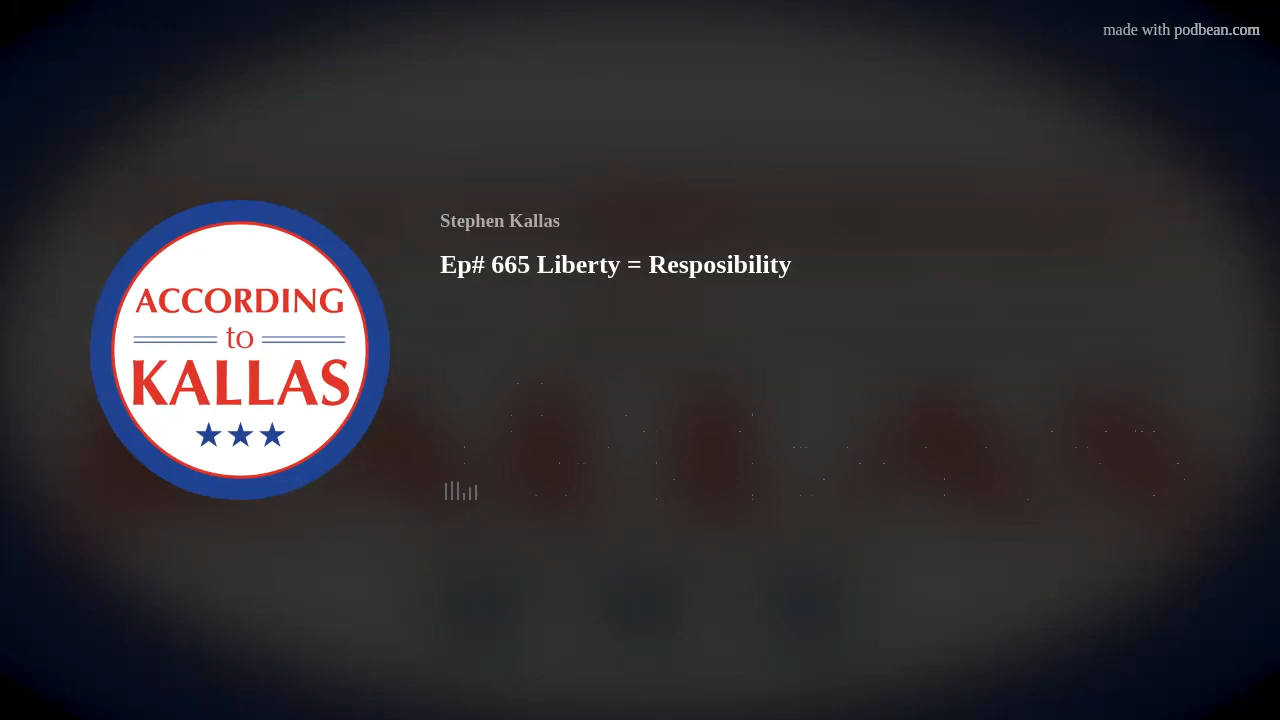 made with podbean.com
Stephen Kallas
Ep# 665 Liberty = Resposibility
ACCORDING
to
KALLAS